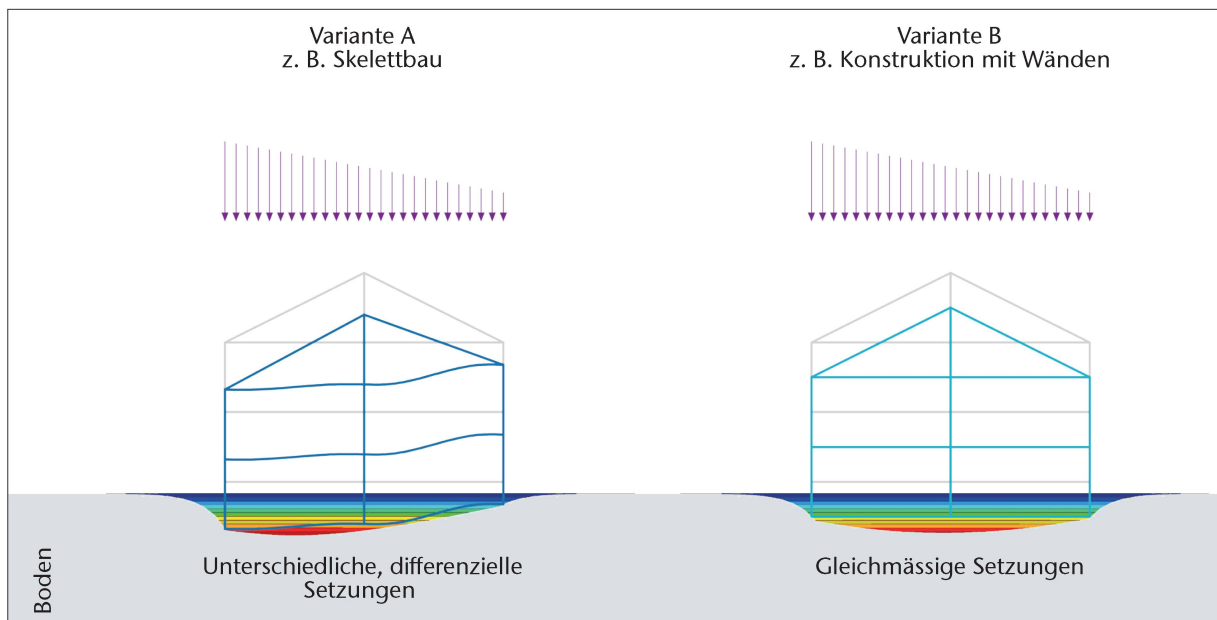 Variante A
z. B. Skelettbau
Variante B
z. B. Konstruktion mit Wänden
Unterschiedliche, differenzielle
Setzungen
Gleichmässige Setzungen
Boden